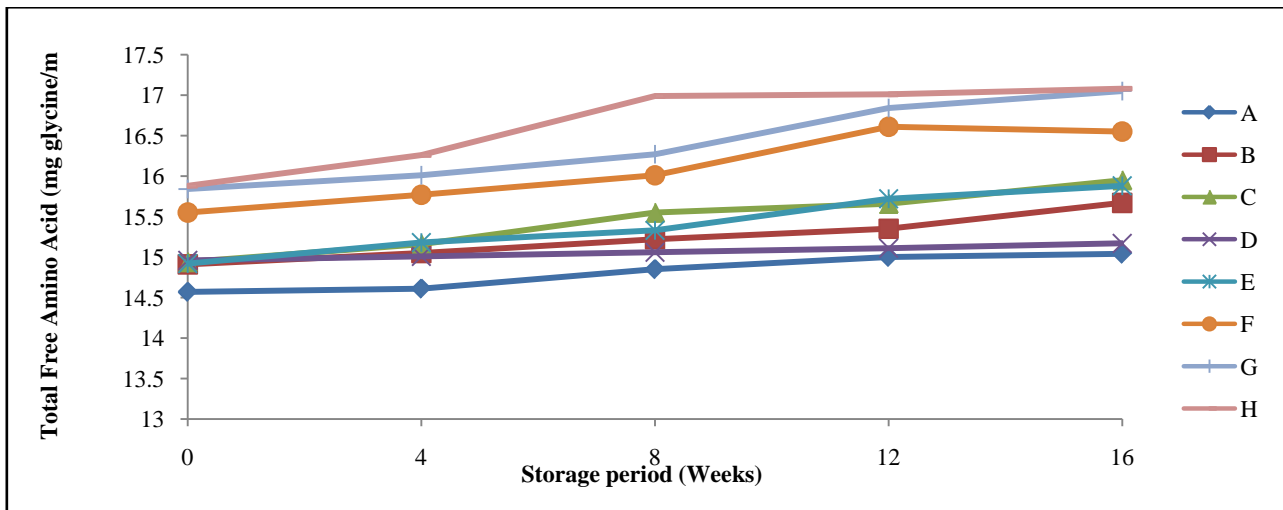 Total Free Amino Acid (mg glycine/m
17.5
17
16.5
16
15.5
15
14.5
14
13.5
13
0 4 8 12 16
Storage period (Weeks)
A
B
C
D
E
F
G
H